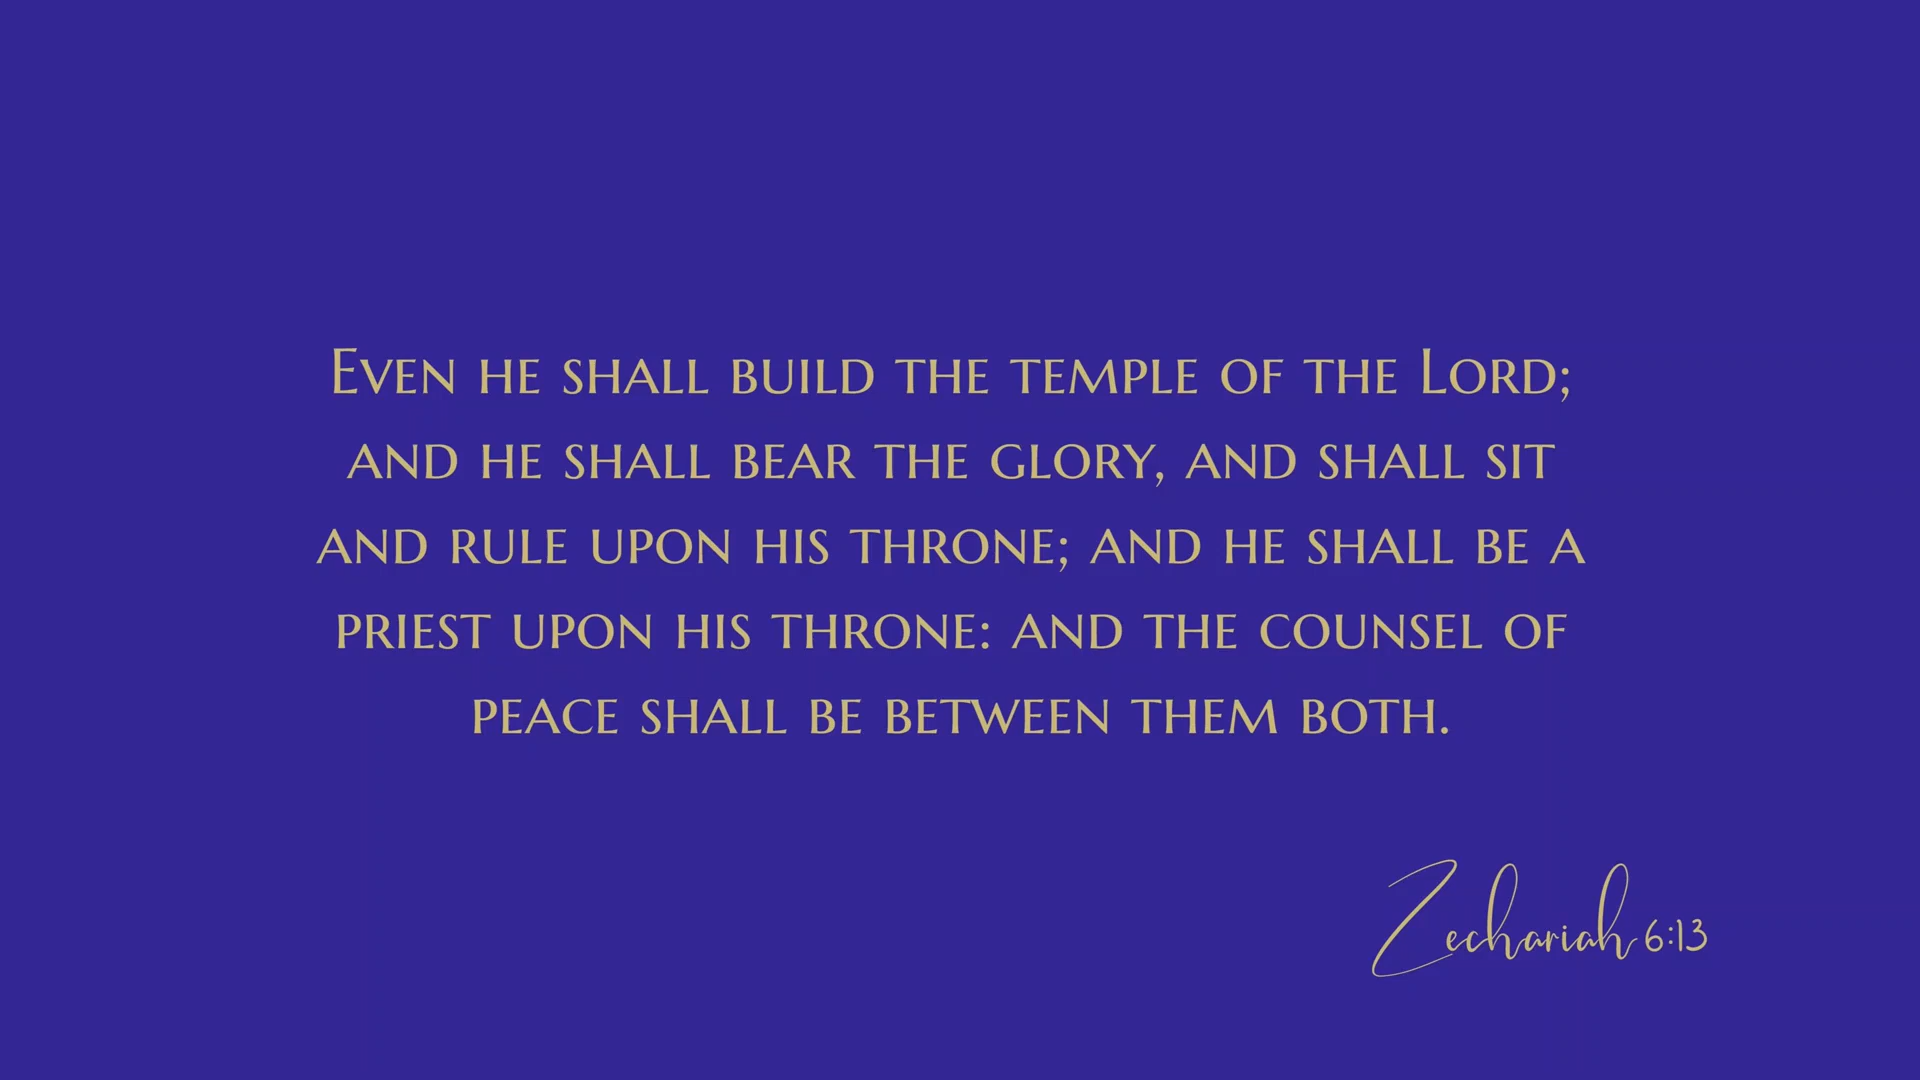 Even he shall build the temple of the Lord;
and he shall bear the glory, and shall sit
and rule upon his throne; and he shall be a
priest upon his throne: and the counsel of
peace shall be between them both.
Zechariah 6:13